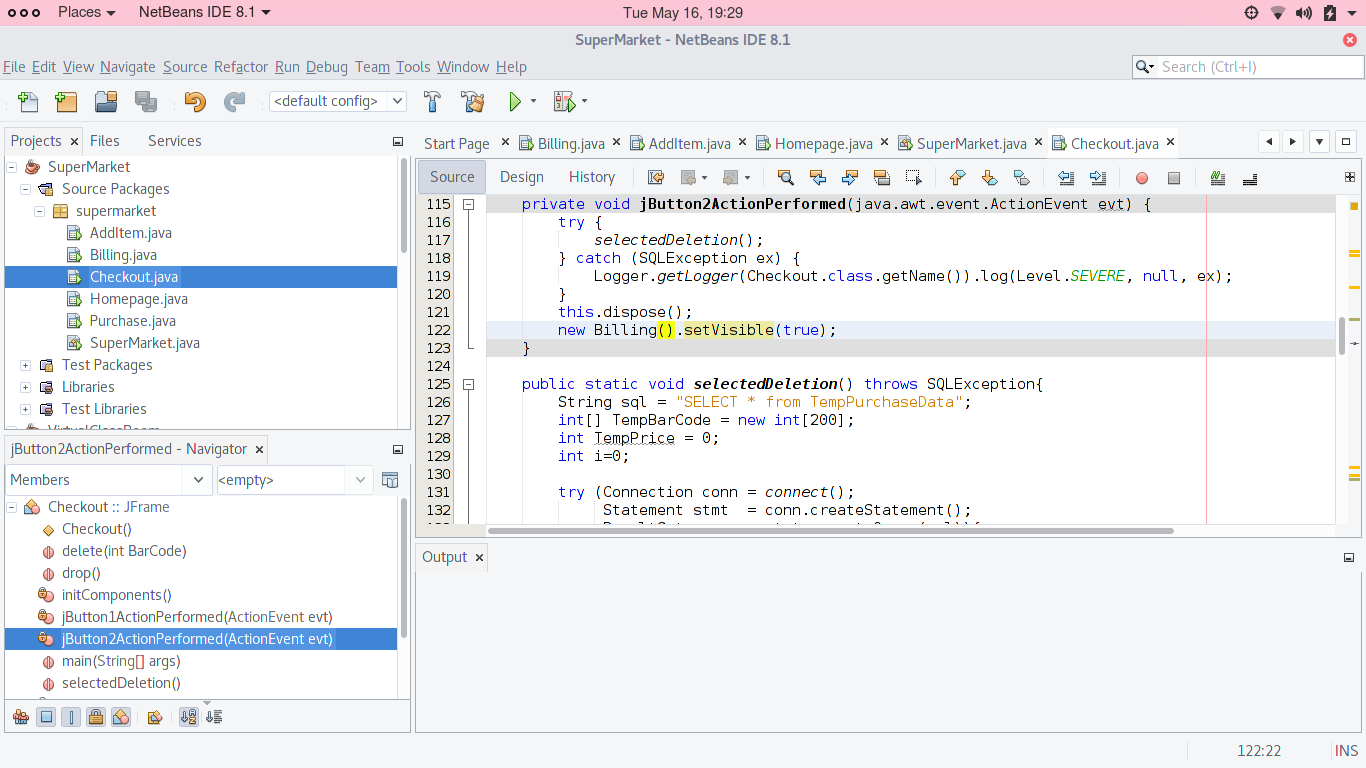 Places NetBeans IDE 8.1 Tue May 16, 19:29
SuperMarket - NetBeans IDE 8.1
File Edit View Navigate Source Refactor Run Debug Team Tools Window Help Search (Ctrl+I)
<default config>
Projects Files Services
SuperMarket
Source Packages
supermarket
AddItem.java
Billing.java
Checkout.java
Homepage.java
Purchase.java
SuperMarket.java
Test Packages
Libraries
Test Libraries
jButton2ActionPerformed - Navigator
Members <empty>
Checkout :: JFrame
Checkout()
delete(int BarCode)
drop()
initComponents()
jButton1ActionPerformed(ActionEvent evt)
jButton2ActionPerformed(ActionEvent evt)
main(String[] args)
selectedDeletion()
Start Page Billing.java AddItem.java Homepage.java SuperMarket.java Checkout.java
Source Design History
115 private void jButton2ActionPerformed(java.awt.event.ActionEvent evt) {
116 try {
117 selectedDeletion();
118 } catch (SQLException ex) {
119 Logger.getLogger(Checkout.class.getName()).log(Level.SEVERE, null, ex);
120 }
121 this.dispose();
122 new Billing().setVisible(true);
123 }
124
125 public static void selectedDeletion() throws SQLException{
126 String sql = "SELECT * from TempPurchaseData";
127 int[] TempBarCode = new int[200];
128 int TempPrice = 0;
129 int i=0;
130
131 try (Connection conn = connect();
132 Statement stmt = conn.createStatement();
Output
122:22 INS